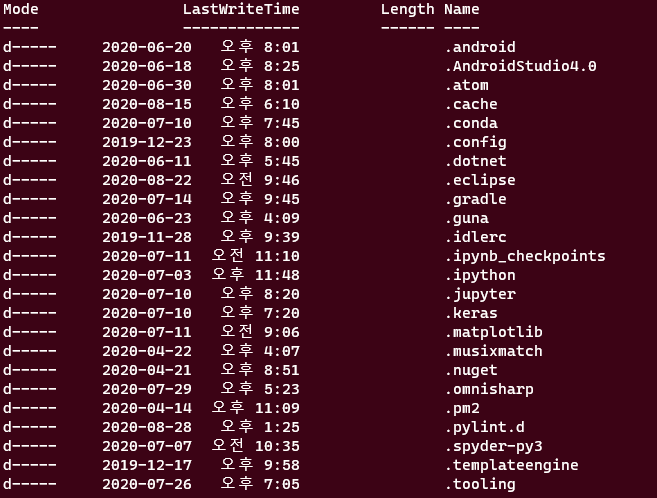 Mode LastWriteTime Length Name
---- ------------- ------ ----
d----- 2020-06-20 오후 8:01 .android
d----- 2020-06-18 오후 8:25 .AndroidStudio4.0
d----- 2020-06-30 오후 8:01 .atom
d----- 2020-08-15 오후 6:10 .cache
d----- 2020-07-10 오후 7:45 .conda
d----- 2019-12-23 오후 8:00 .config
d----- 2020-06-11 오후 5:45 .dotnet
d----- 2020-08-22 오전 9:46 .eclipse
d----- 2020-07-14 오후 9:45 .gradle
d----- 2020-06-23 오후 4:09 .guna
d----- 2019-11-28 오후 9:39 .idlerc
d----- 2020-07-11 오전 11:10 .ipynb_checkpoints
d----- 2020-07-03 오후 11:48 .ipython
d----- 2020-07-10 오후 8:20 .jupyter
d----- 2020-07-10 오후 7:20 .keras
d----- 2020-07-11 오전 9:06 .matplotlib
d----- 2020-04-22 오후 4:07 .musixmatch
d----- 2020-04-21 오후 8:51 .nuget
d----- 2020-07-29 오후 5:23 .omnisharp
d----- 2020-04-14 오후 11:09 .pm2
d----- 2020-08-28 오후 1:25 .pylint.d
d----- 2020-07-07 오전 10:35 .spyder-py3
d----- 2019-12-17 오후 9:58 .templateengine
d----- 2020-07-26 오후 7:05 .tooling